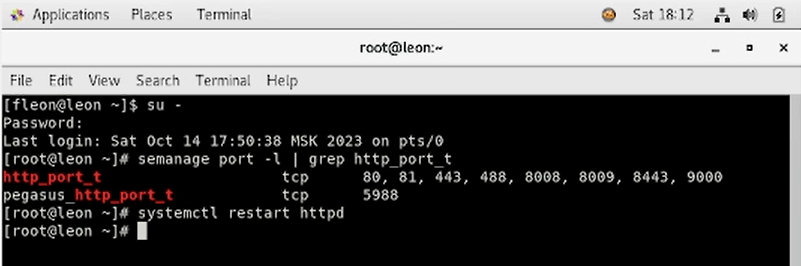 Applications Places Terminal Sat 18:12
root@leon:~
File Edit View Search Terminal Help
[fleon@leon ~]$ su -
Password:
Last login: Sat Oct 14 17:50:38 MSK 2023 on pts/0
[root@leon ~]# semanage port -l | grep http_port_t
http_port_t tcp 80, 81, 443, 488, 8008, 8009, 8443, 9000
pegasus_http_port_t tcp 5988
[root@leon ~]# systemctl restart httpd
[root@leon ~]#